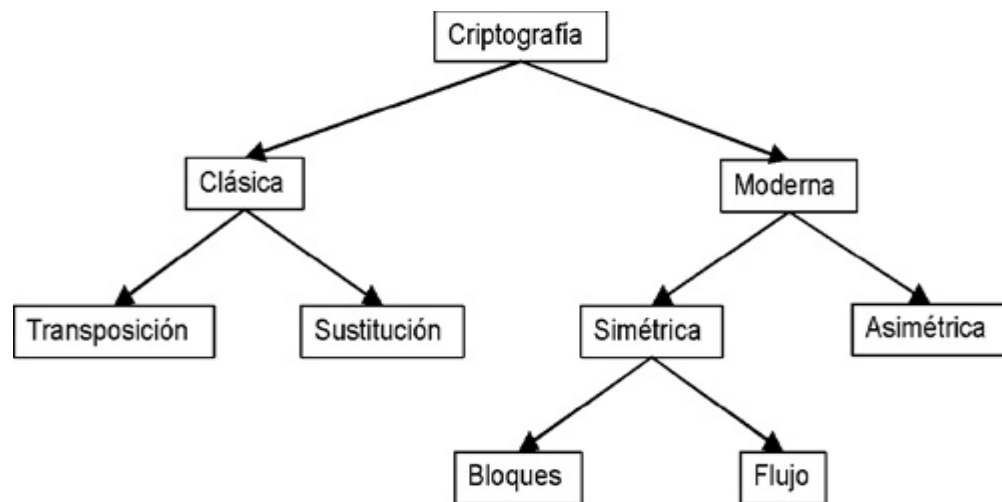 Criptografía
Clásica
Moderna
Transposición
Sustitución
Simétrica
Asimétrica
Bloques
Flujo